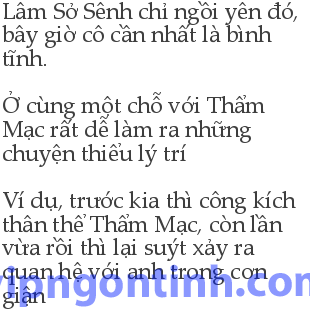 Lâm Sở Sênh chỉ ngồi yên đó,
bây giờ cô cần nhất là bình
tĩnh.
Ở cùng một chỗ với Thẩm
Mạc rất dễ làm ra những
chuyện thiểu lý trí
Ví dụ, trước kia thì công kích
thân thể Thẩm Mạc, còn lần
vừa rồi thì lại suýt xảy ra
quan hệ với anh trong cơn
giận
vipngontinh.com